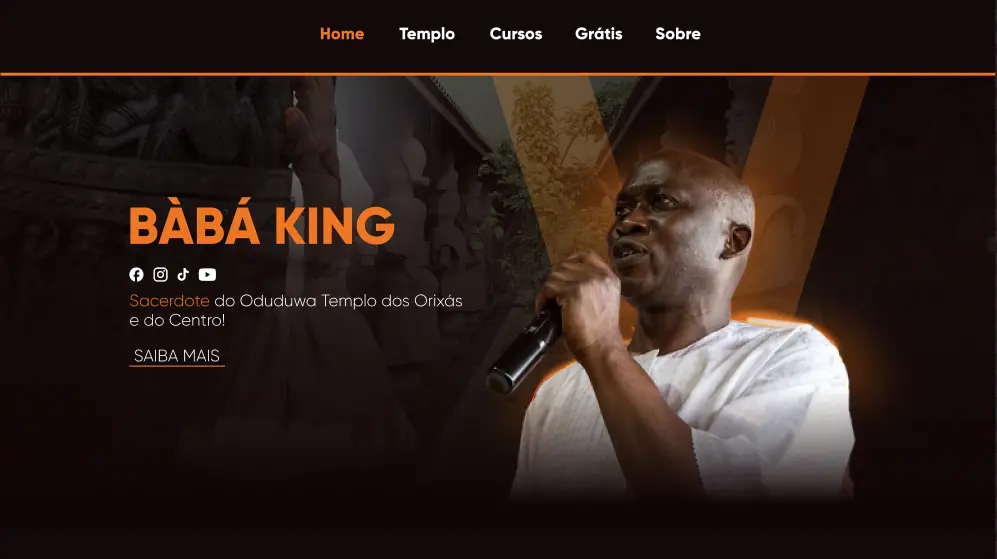 Home Templo Cursos Grátis Sobre
BÀBÁ KING
Sacerdote do Oduduwa Templo dos Orixás
e do Centro!
SAIBA MAIS